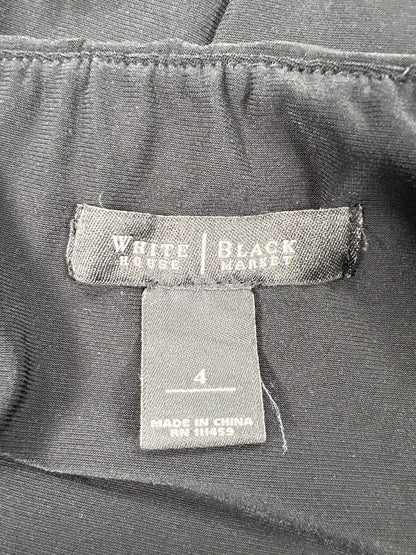 WHITE | BLACK
HOUSE | MARKET
4
MADE IN CHINA
RN 111459